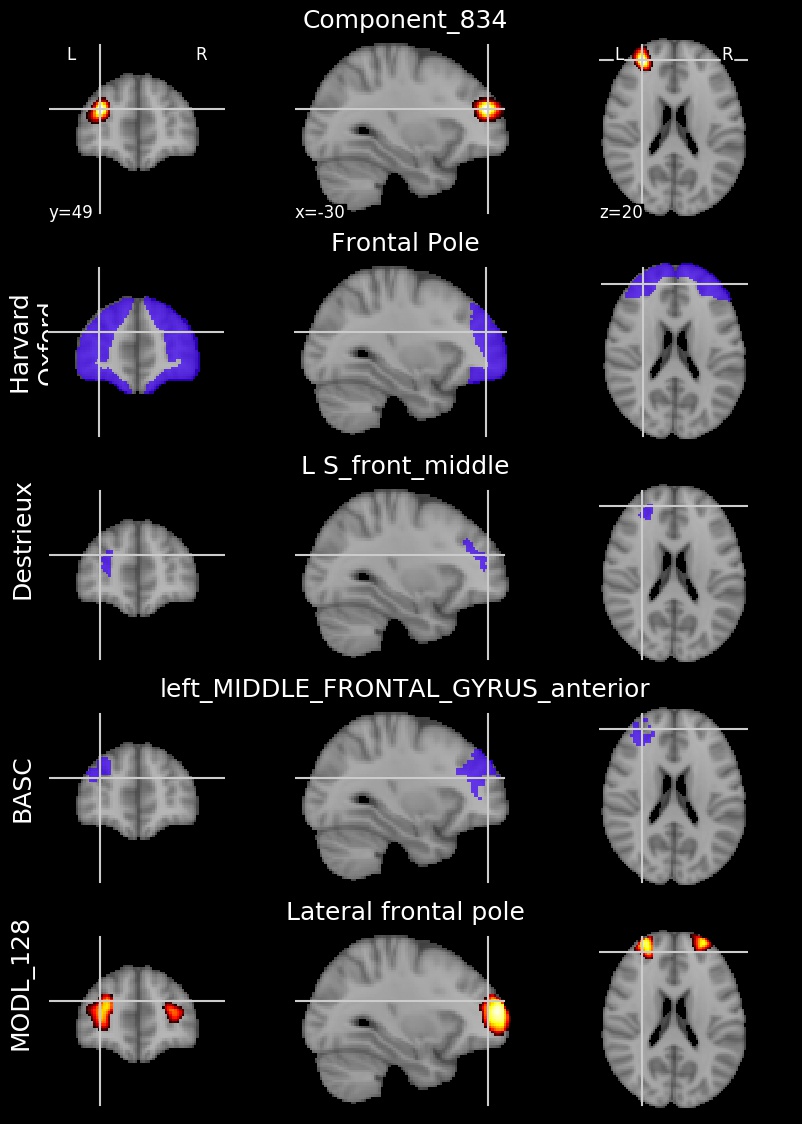 Component_834
L R L R
y=49 x=-30 z=20
Frontal Pole
Harvard
L S_front_middle
Destrieux
left_MIDDLE_FRONTAL_GYRUS_anterior
BASC
Lateral frontal pole
MODL_128